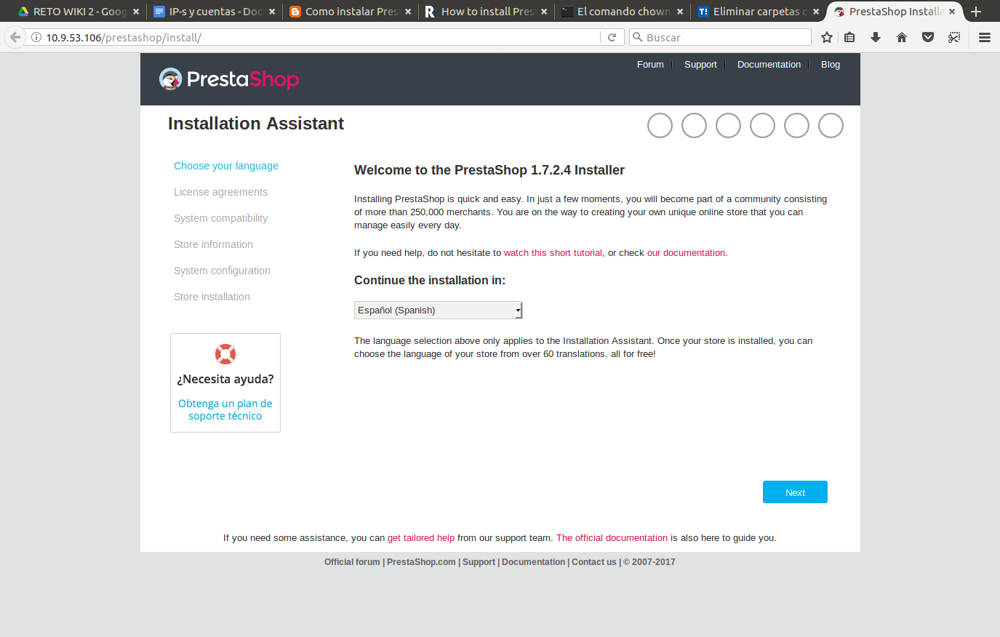 RETO WIKI 2 - Goog
IP-s y cuentas - Doc
Como instalar Pres
How to install Pres
El comando chown
Eliminar carpetas c
PrestaShop Installa
10.9.53.106/prestashop/install/
Buscar
PrestaShop
Forum
Support
Documentation
Blog
Installation Assistant
Choose your language
License agreements
System compatibility
Store information
System configuration
Store installation
¿Necesita ayuda?
Obtenga un plan de
soporte técnico
Welcome to the PrestaShop 1.7.2.4 Installer
Installing PrestaShop is quick and easy. In just a few moments, you will become part of a community consisting
of more than 250,000 merchants. You are on the way to creating your own unique online store that you can
manage easily every day.
If you need help, do not hesitate to watch this short tutorial, or check our documentation.
Continue the installation in:
Español (Spanish)
The language selection above only applies to the Installation Assistant. Once your store is installed, you can
choose the language of your store from over 60 translations, all for free!
Next
If you need some assistance, you can get tailored help from our support team. The official documentation is also here to guide you.
Official forum | PrestaShop.com | Support | Documentation | Contact us | © 2007-2017